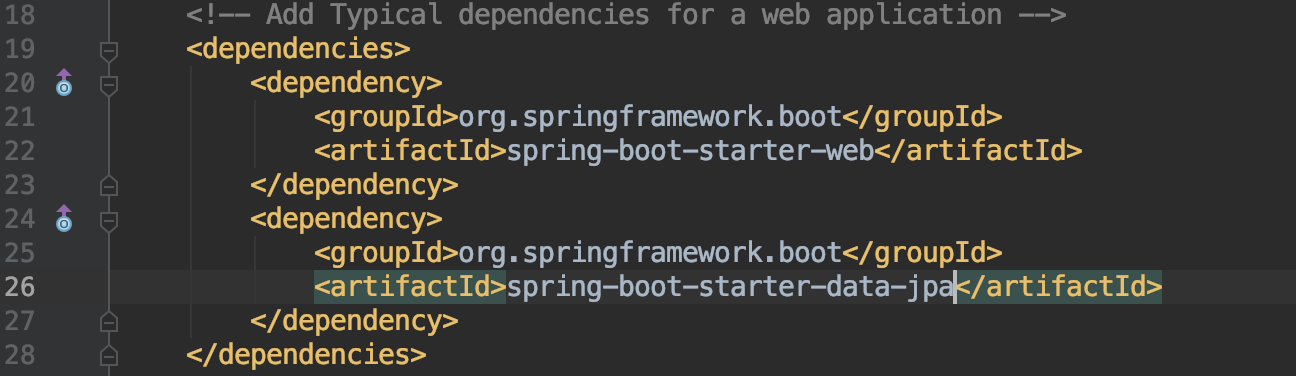 18 <!-- Add Typical dependencies for a web application -->
19 <dependencies>
20 <dependency>
21 <groupId>org.springframework.boot</groupId>
22 <artifactId>spring-boot-starter-web</artifactId>
23 </dependency>
24 <dependency>
25 <groupId>org.springframework.boot</groupId>
26 <artifactId>spring-boot-starter-data-jpa</artifactId>
27 </dependency>
28 </dependencies>